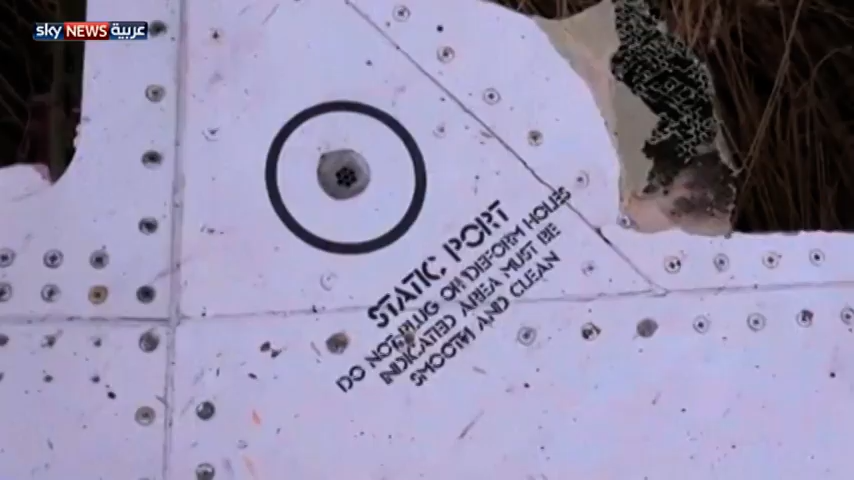 sky NEWS عربية
STATIC PORT
DO NOT PLUG OR DEFORM HOLES
INDICATED AREA MUST BE
SMOOTH AND CLEAN